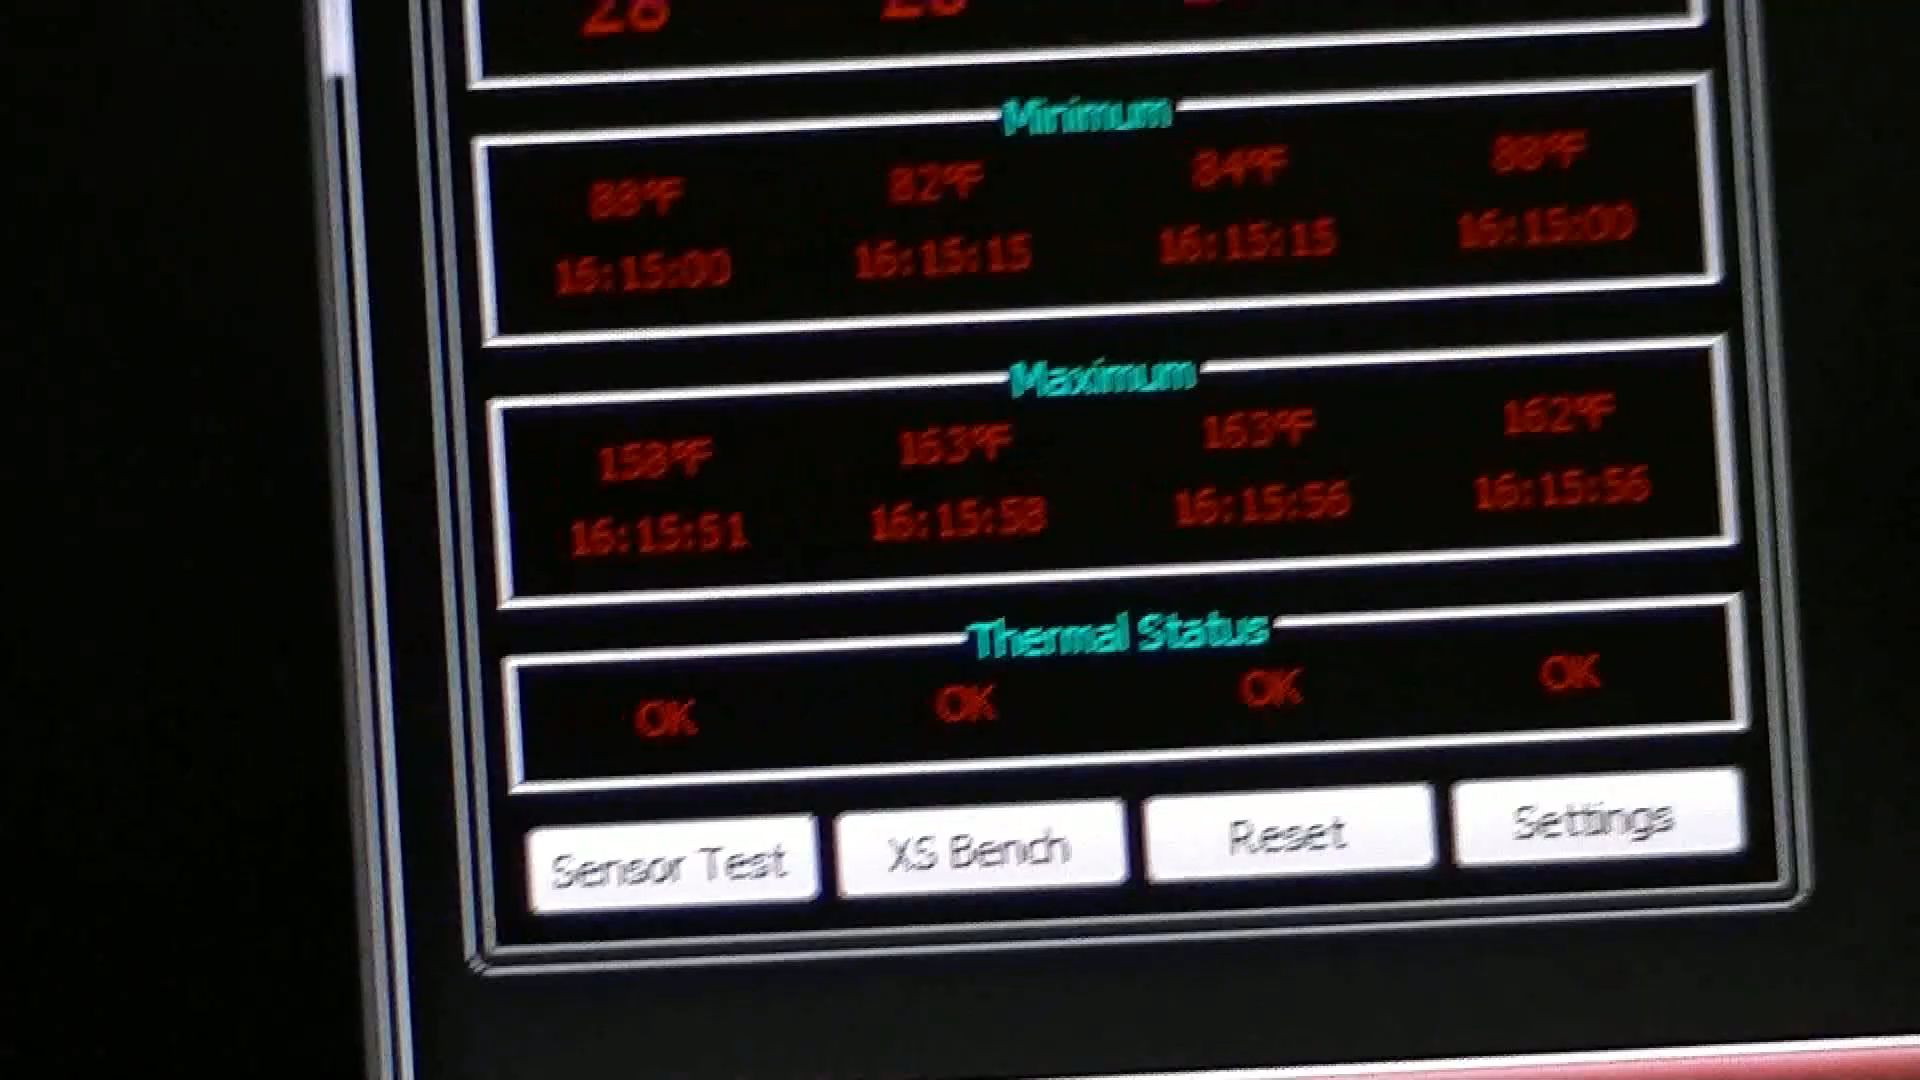 28
Minimum
82°F 84°F
16:15:00 16:15:15 16:15:15 16:15:00
Maximum
158°F 163°F 163°F 162°F
16:15:51 16:15:58 16:15:56 16:15:56
Thermal Status
OK OK OK OK
Sensor Test XS Bench Reset Settings